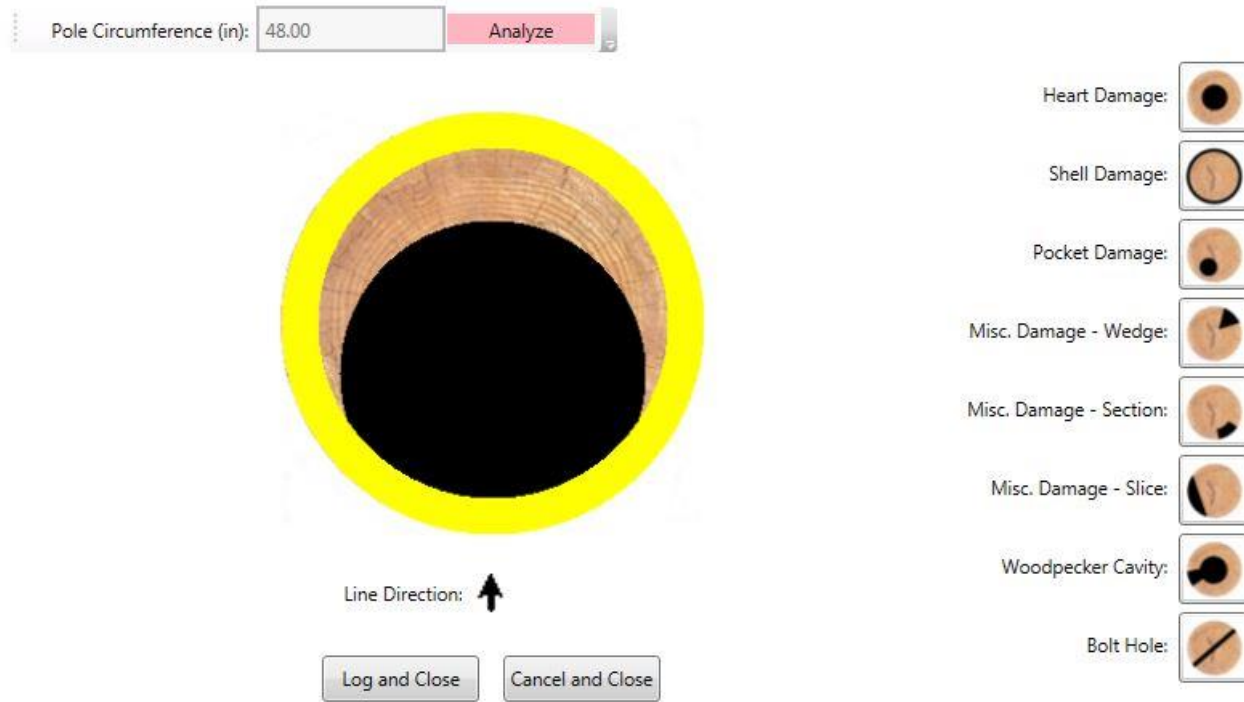 Pole Circumference (in): 48.00 Analyze
Heart Damage:
Shell Damage:
Pocket Damage:
Misc. Damage - Wedge:
Misc. Damage - Section:
Misc. Damage - Slice:
Woodpecker Cavity:
Bolt Hole:
Line Direction:
Log and Close Cancel and Close